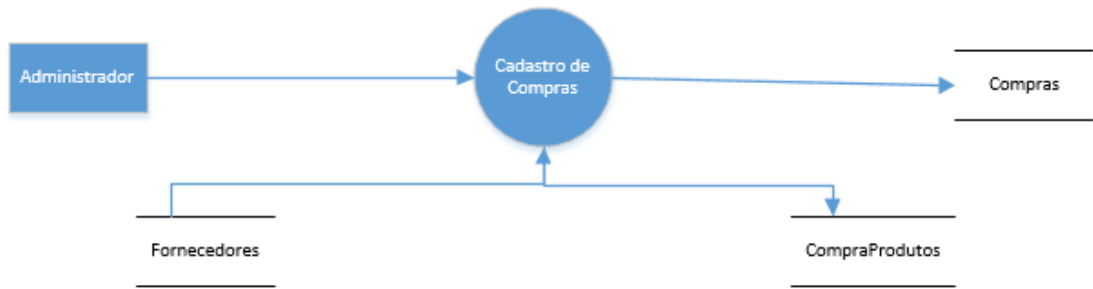 Administrador
Cadastro de
Compras
Compras
Fornecedores
CompraProdutos